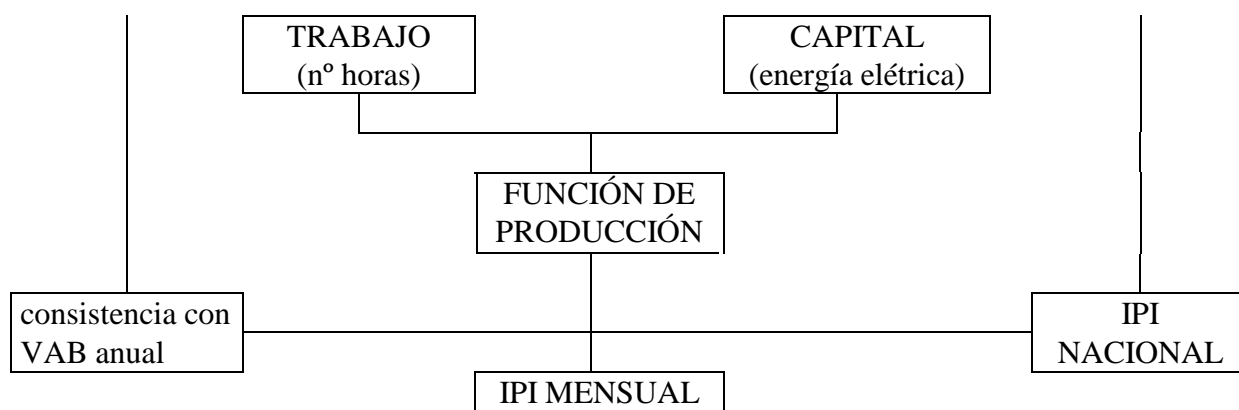 TRABAJO
(nº horas)
CAPITAL
(energía elétrica)
FUNCIÓN DE
PRODUCCIÓN
consistencia con
VAB anual
IPI
NACIONAL
IPI MENSUAL